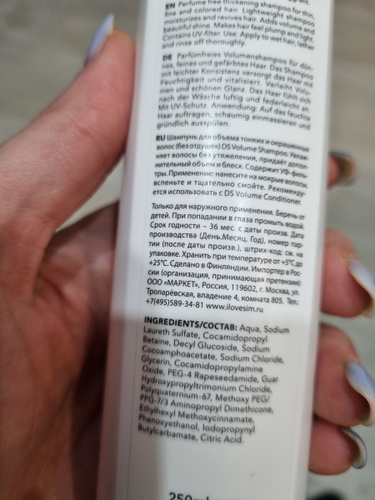 EN Perfume free thickening shampoo for thin,
fine and colored hair. Lightweight shampoo
moisturizes and revives hair. Adds volume and
beautiful shine. Makes hair feel plump and light.
Contains UV-filter. Use: Apply to wet hair, lather
and rinse off thoroughly.
DE Parfümfreies Volumenshampoo für dün-
nes, feines und gefärbtes Haar. Das Shampoo
mit leichter Konsistenz versorgt das Haar mit
Feuchtigkeit und vitalisiert. Verleiht Volu-
men und schönen Glanz. Das Haar fühlt sich
nach der Wäsche luftig und federleicht an.
Mit UV-Schutz. Anwendung: Auf das feuchte
Haar auftragen, schaumig einmassieren und
gründlich ausspülen.
RU Шампунь для объема тонких и окрашенных
волос (без отдушек) DS Volume Shampoo. Увлаж-
няет волосы без утяжеления, придаёт допол-
нительный объем и блеск. Содержит УФ-филь-
тры. Применение: нанесите на мокрые волосы,
вспеньте и тщательно смойте. Рекоменду-
ется использовать с DS Volume Conditioner.
Только для наружного применения. Беречь от
детей. При попадании в глаза промыть водой.
Срок годности – 36 мес. с даты произв. Дата
производства (День.Месяц. Год), номер пар-
тии (после даты произв.), штрих-код: см. на
упаковке. Хранить при температуре от +5°C до
+25°C. Сделано в Финляндии. Импортер в Рос-
сии (организация, принимающая претензии):
ООО «МАРКЕТ», Россия, 119602, г. Москва, ул.
Тропарёвская, владение 4, комната 805. Тел.:
+7(495)589-34-81 www.ilovesim.ru
INGREDIENTS/СОСТАВ: Aqua, Sodium
Laureth Sulfate, Cocamidopropyl
Betaine, Decyl Glucoside, Sodium
Cocoamphoacetate, Sodium Chloride,
Glycerin, Cocamidopropylamine
Oxide, PEG-4 Rapeseedamide, Guar
Hydroxypropyltrimonium Chloride,
Polyquaternium-67, Methoxy PEG/
PPG-7/3 Aminopropyl Dimethicone,
Ethylhexyl Methoxycinnamate,
Phenoxyethanol, Iodopropynyl
Butylcarbamate, Citric Acid.